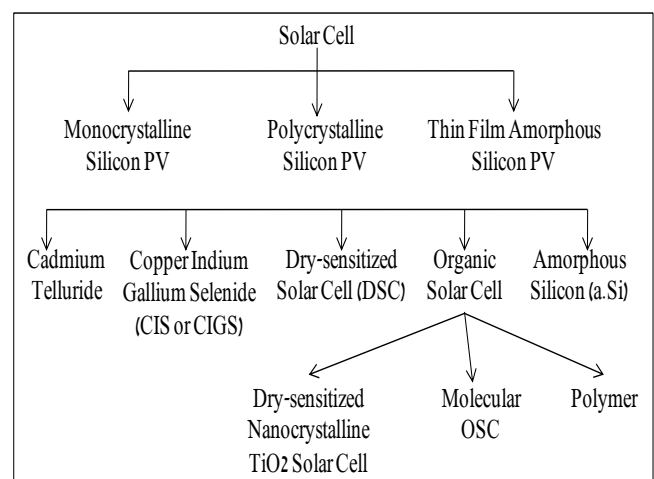 Solar Cell
Monocrystalline
Silicon PV
Polycrystalline
Silicon PV
Thin Film Amorphous
Silicon PV
Cadmium
Telluride
Copper Indium
Gallium Selenide
(CIS or CIGS)
Dry-sensitized
Solar Cell (DSC)
Organic
Solar Cell
Amorphous
Silicon (a.Si)
Dry-sensitized
Nanocrystalline
TiO2 Solar Cell
Molecular
OSC
Polymer